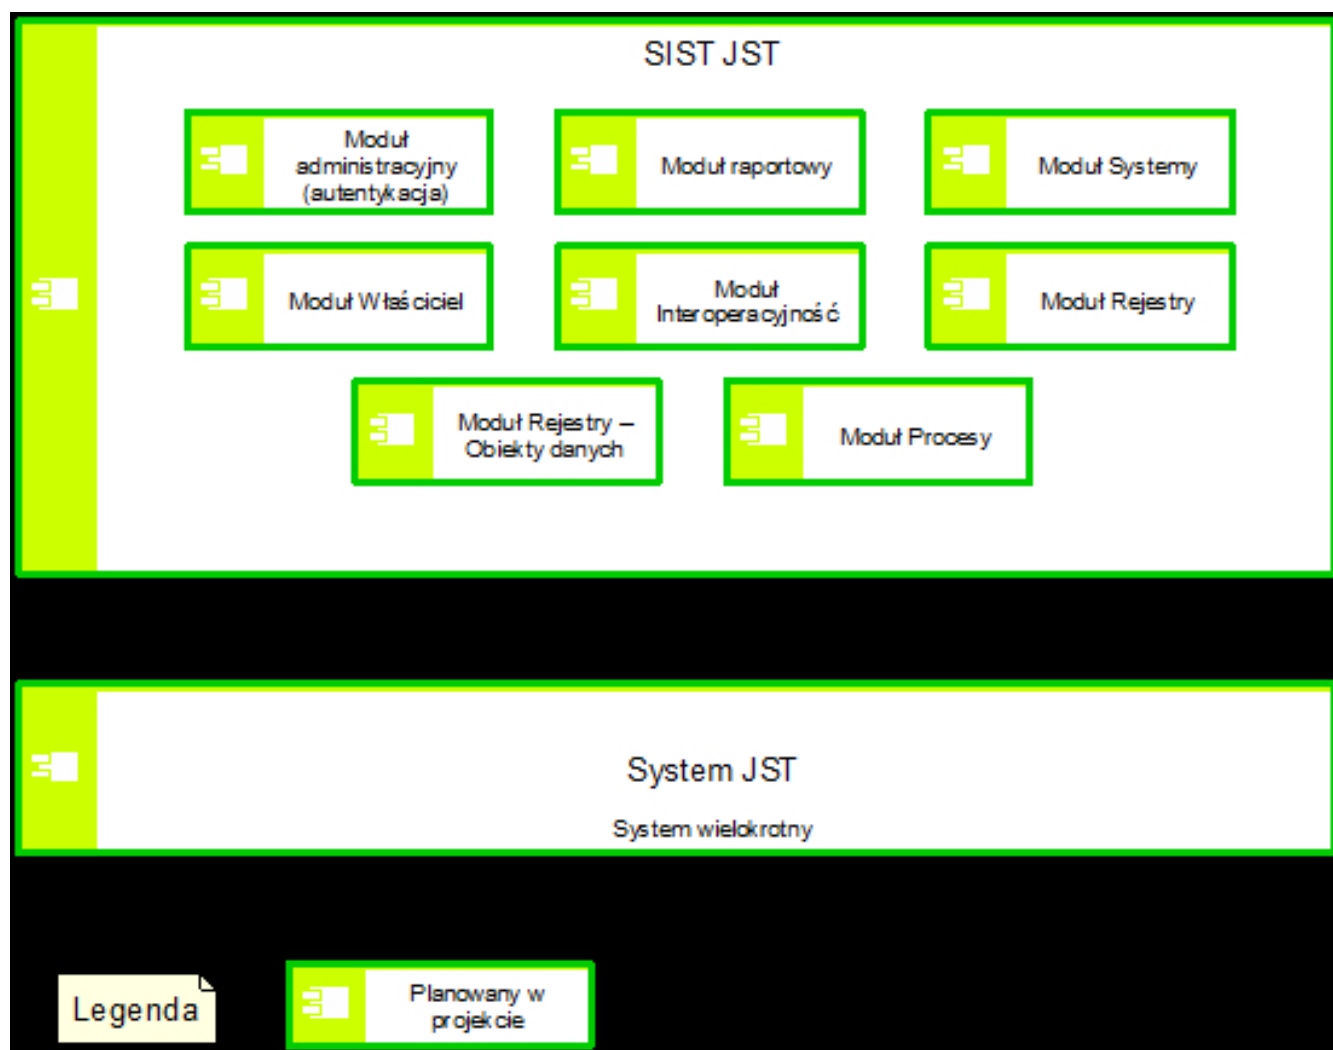 SIST JST
Moduł
administracyjny
(autentykacja)
Moduł raportowy
Moduł Systemy
Moduł Właściciel
Moduł
Interoperacyjność
Moduł Rejestry
Moduł Rejestry –
Obiekty danych
Moduł Procesy
System JST
System wielokrotny
Legenda
Planowany w
projekcie